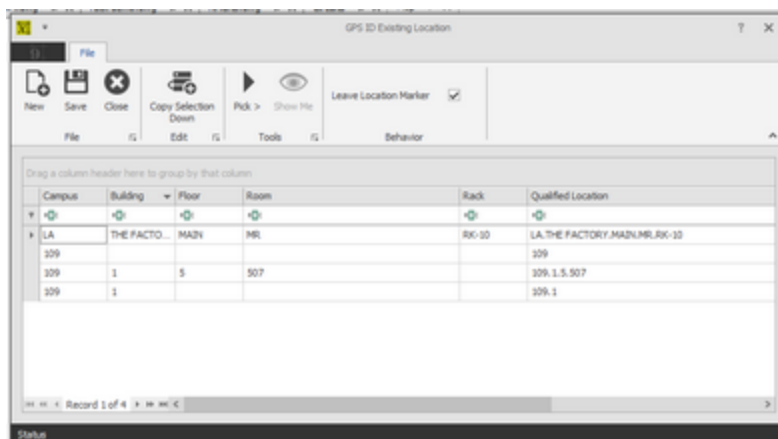 GPS ID Existing Location
File
New Save Close Copy Selection Down Pick > Show Me Leave Location Marker
File Edit Tools Behavior
Drag a column header here to group by that column
Campus Building Floor Room Rack Qualified Location
LA THE FACTO... MAIN MR RK-10 LA.THE FACTORY.MAIN.MR.RK-10
109 109
109 1 5 507 109.1.5.507
109 1 109.1
Record 1 of 4
Status